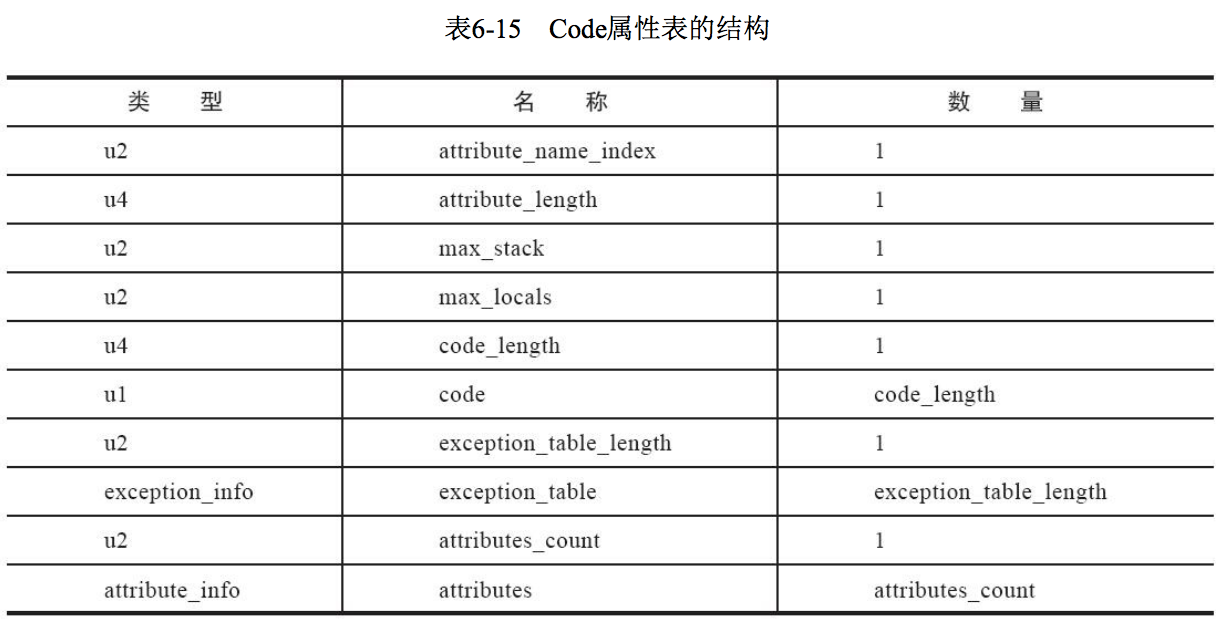 表6-15 Code属性表的结构
类 型 名 称 数 量
u2 attribute_name_index 1
u4 attribute_length 1
u2 max_stack 1
u2 max_locals 1
u4 code_length 1
u1 code code_length
u2 exception_table_length 1
exception_info exception_table exception_table_length
u2 attributes_count 1
attribute_info attributes attributes_count